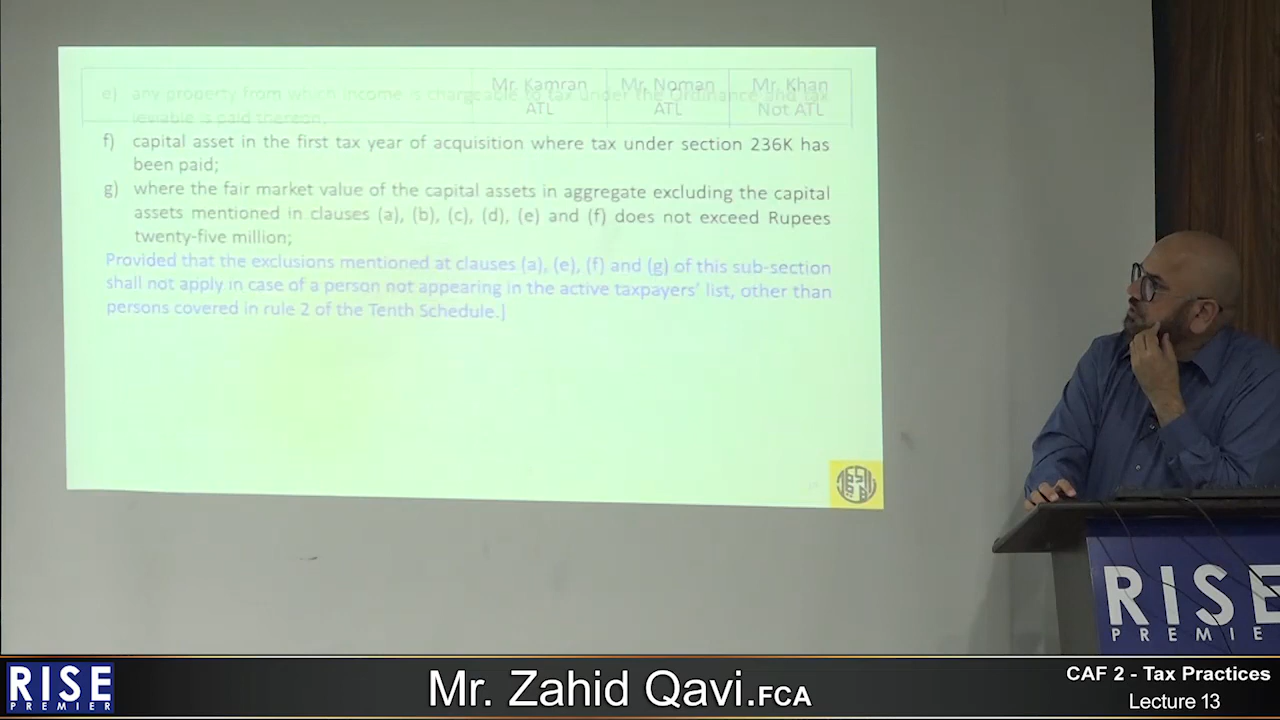 Mr. Kamran Mr. Noman Mr. Khan
e) any property from which income is chargeable to tax under the Ordinance and tax
ATL ATL Not ATL
leviable is paid thereon;
f) capital asset in the first tax year of acquisition where tax under section 236K has
been paid;
g) where the fair market value of the capital assets in aggregate excluding the capital
assets mentioned in clauses (a), (b), (c), (d), (e) and (f) does not exceed Rupees
twenty-five million;
Provided that the exclusions mentioned at clauses (a), (e), (f) and (g) of this sub-section
shall not apply in case of a person not appearing in the active taxpayers' list, other than
persons covered in rule 2 of the Tenth Schedule.]
RISE
PREMIE
RISE
PREMIER
Mr. Zahid Qavi.FCA
CAF 2 - Tax Practices
Lecture 13